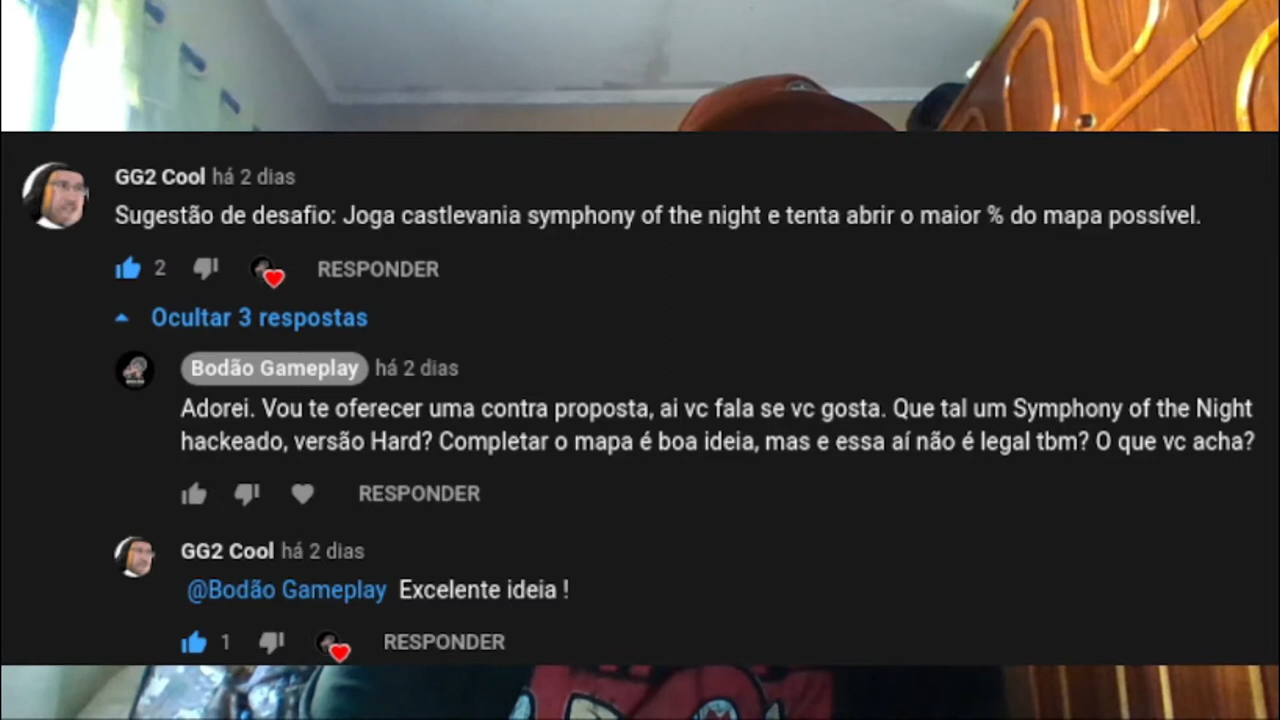 GG2 Cool há 2 dias
Sugestão de desafio: Joga castlevania symphony of the night e tenta abrir o maior % do mapa possível.
2 RESPONDER
Ocultar 3 respostas
Bodão Gameplay há 2 dias
Adorei. Vou te oferecer uma contra proposta, ai vc fala se vc gosta. Que tal um Symphony of the Night
hackeado, versão Hard? Completar o mapa é boa ideia, mas e essa aí não é legal tbm? O que vc acha?
RESPONDER
GG2 Cool há 2 dias
@Bodão Gameplay Excelente ideia !
1 RESPONDER